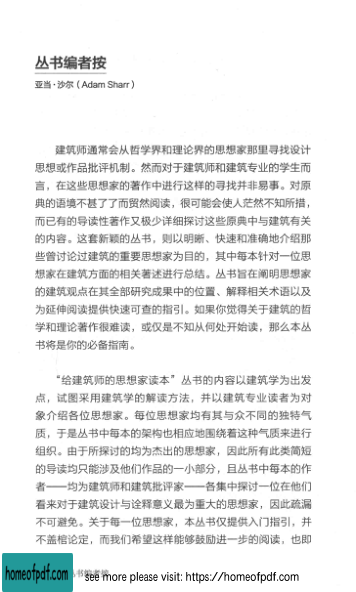 丛书编者按
亚当·沙尔（Adam Sharr）
建筑师通常会从哲学界和理论界的思想家那里寻找设计
思想或作品批评机制。然而对于建筑师和建筑专业的学生而
言，在这些思想家的著作中进行这样的寻找并非易事。对原
典的语境不甚了了而贸然阅读，很可能会使人茫然不知所措，
而已有的导读性著作又极少详细探讨这些原典中与建筑有关
的内容。这套新颖的丛书，则以明晰、快速和准确地介绍那
些曾讨论过建筑的重要思想家为目的，其中每本针对一位思
想家在建筑方面的相关著述进行总结。丛书旨在阐明思想家
的建筑观点在其全部研究成果中的位置、解释相关术语以及
为延伸阅读提供快速可查的指引。如果你觉得关于建筑的哲
学和理论著作很难读，或仅是不知从何处开始读，那么本丛
书将是你的必备指南。
“给建筑师的思想家读本”丛书的内容以建筑学为出发
点，试图采用建筑学的解读方法，并以建筑专业读者为对
象介绍各位思想家。每位思想家均有其与众不同的独特气
质，于是丛书中每本的架构也相应地围绕着这种气质来进行
组织。由于所探讨的均为杰出的思想家，因此所有此类简短
的导读均只能涉及他们作品的一小部分，且丛书中每本的作
者——均为建筑师和建筑批评家——各集中探讨一位在他们
看来对于建筑设计与诠释意义最为重大的思想家，因此疏漏
不可避免。关于每一位思想家，本丛书仅提供入门指引，并
不盖棺论定，而我们希望这样能够鼓励进一步的阅读，也即
丛书编者按
homeofpdf.com
see more please visit: https://homeofpdf.com